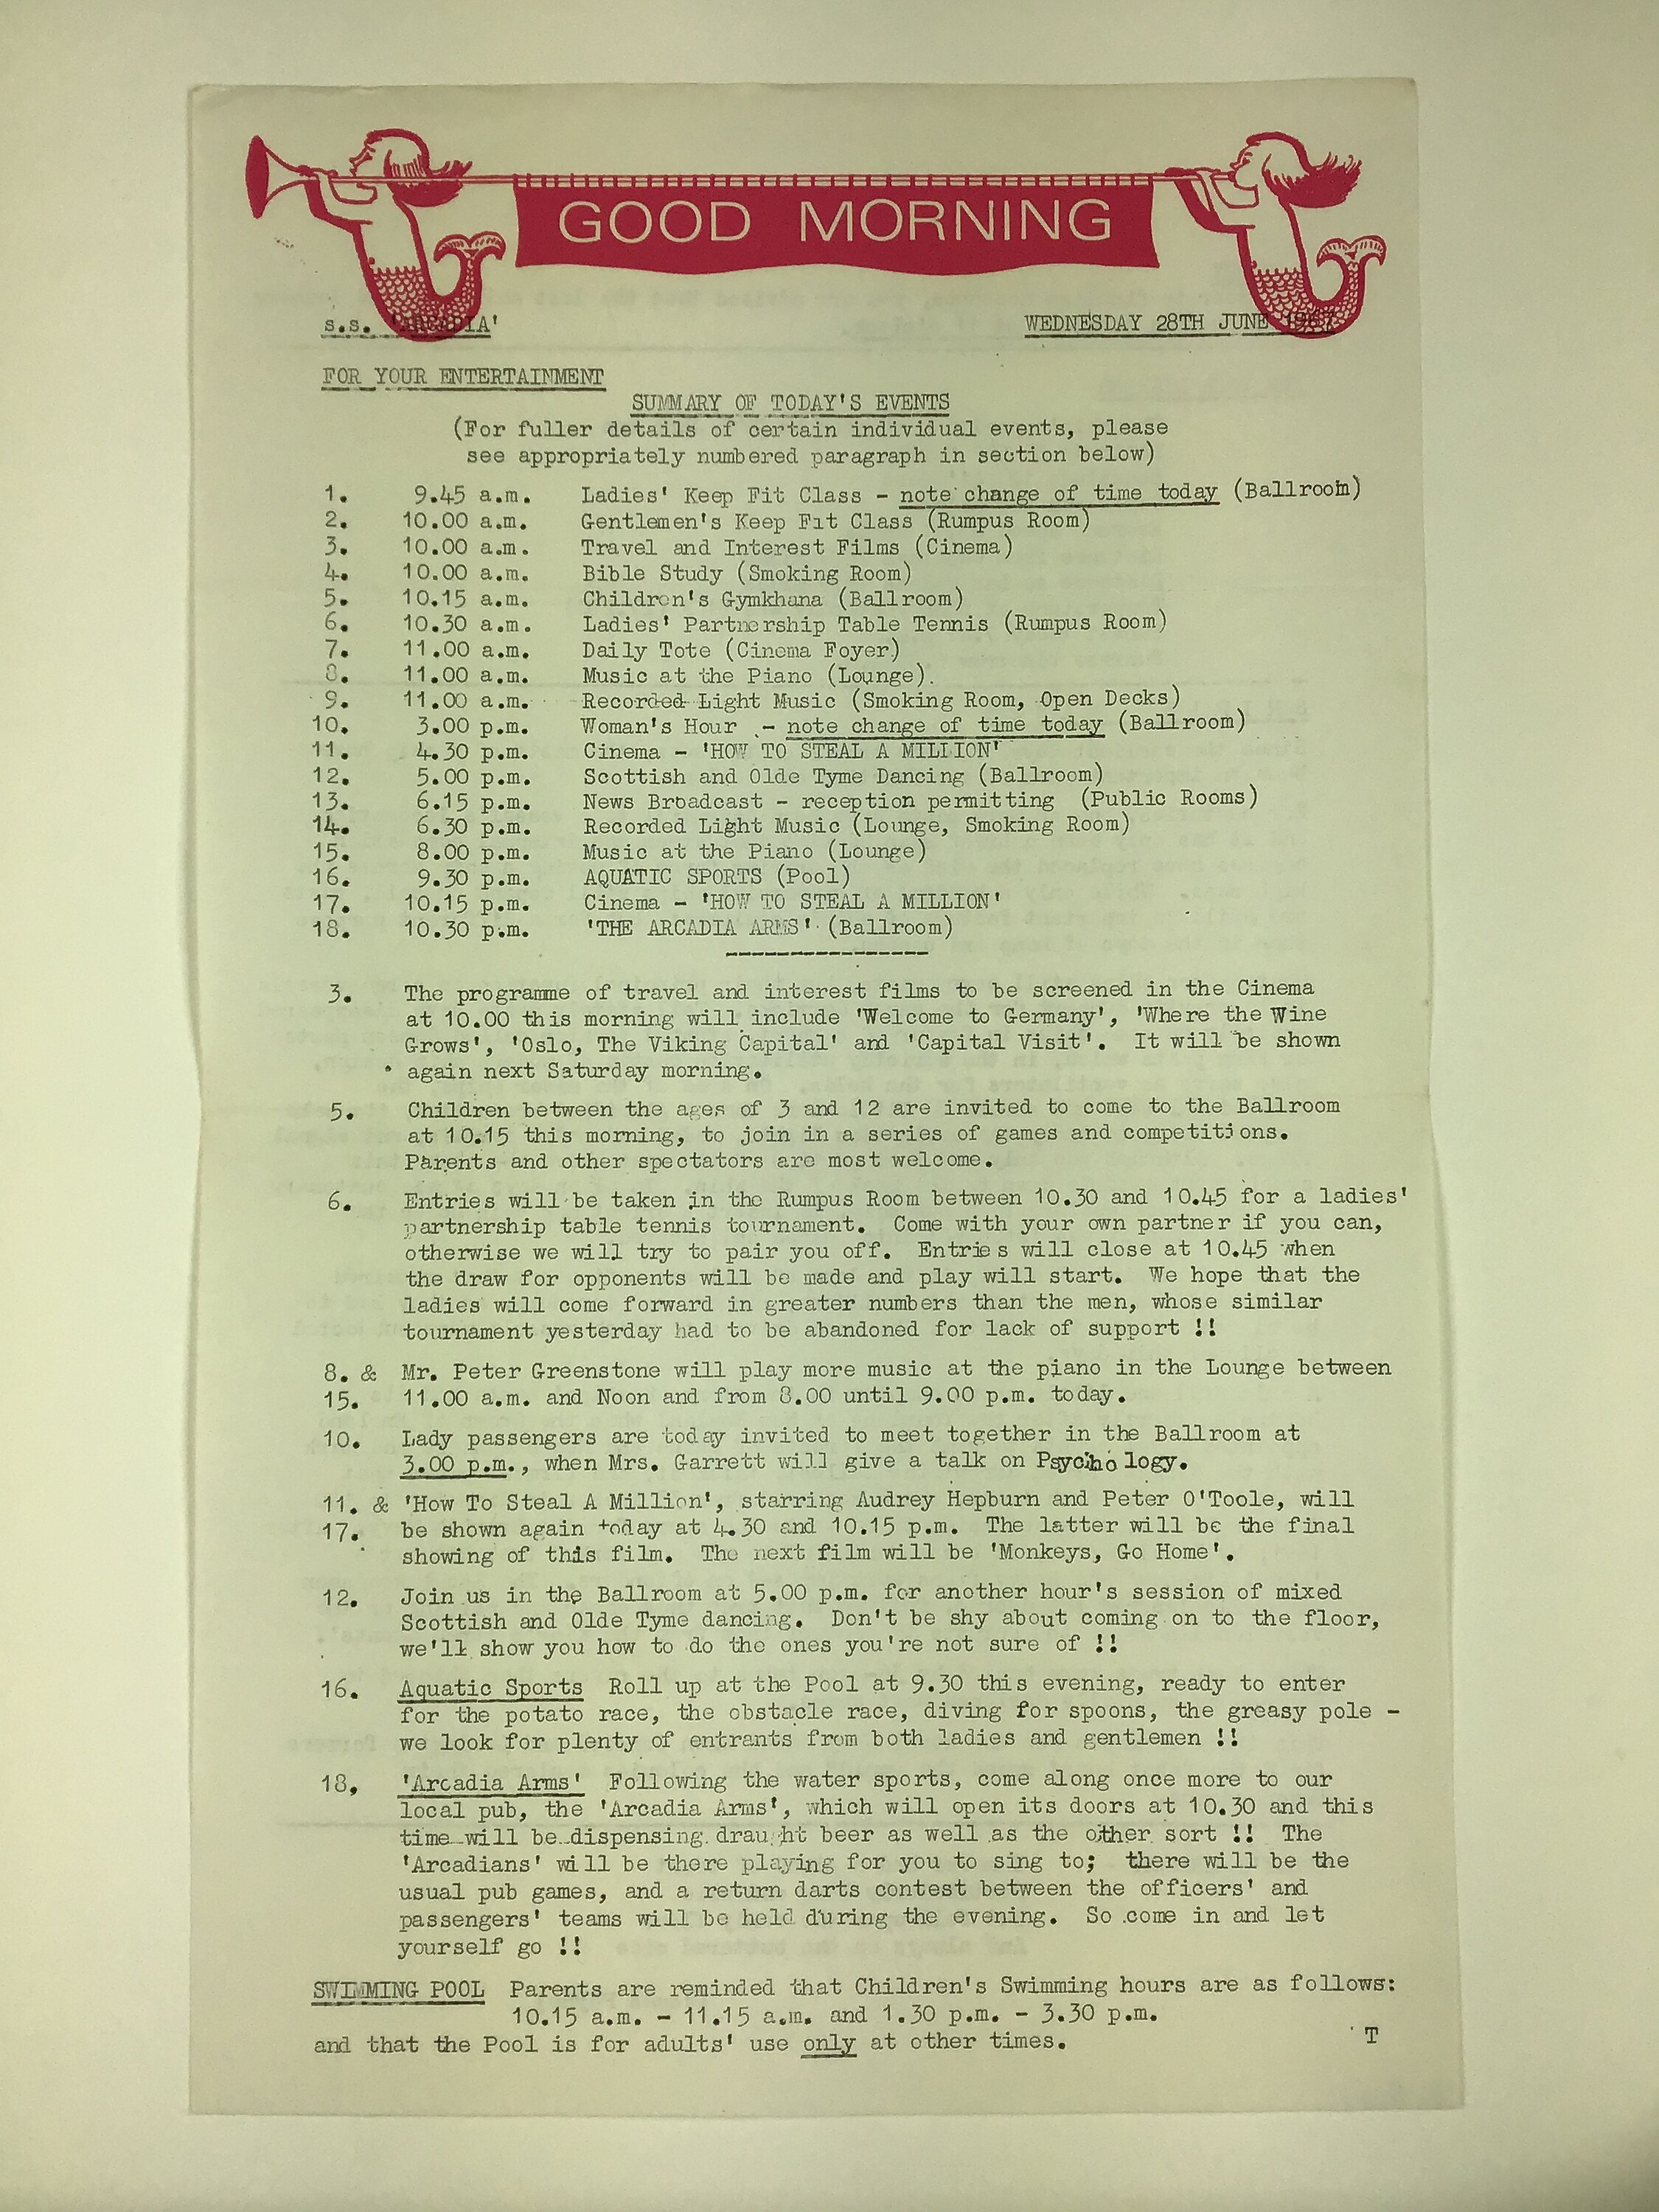 GOOD MORNING
s.s. 'ARCADIA' WEDNESDAY 28TH JUNE 1967
FOR YOUR ENTERTAINMENT
SUMMARY OF TODAY'S EVENTS
(For fuller details of certain individual events, please
see appropriately numbered paragraph in section below)
1. 9.45 a.m. Ladies' Keep Fit Class - note change of time today (Ballroom)
2. 10.00 a.m. Gentlemen's Keep Fit Class (Rumpus Room)
3. 10.00 a.m. Travel and Interest Films (Cinema)
4. 10.00 a.m. Bible Study (Smoking Room)
5. 10.15 a.m. Children's Gymkhana (Ballroom)
6. 10.30 a.m. Ladies' Partnership Table Tennis (Rumpus Room)
7. 11.00 a.m. Daily Tote (Cinema Foyer)
8. 11.00 a.m. Music at the Piano (Lounge).
9. 11.00 a.m. Recorded Light Music (Smoking Room, Open Decks)
10. 3.00 p.m. Woman's Hour - note change of time today (Ballroom)
11. 4.30 p.m. Cinema - 'HOW TO STEAL A MILLION'
12. 5.00 p.m. Scottish and Olde Tyme Dancing (Ballroom)
13. 6.15 p.m. News Broadcast - reception permitting (Public Rooms)
14. 6.30 p.m. Recorded Light Music (Lounge, Smoking Room)
15. 8.00 p.m. Music at the Piano (Lounge)
16. 9.30 p.m. AQUATIC SPORTS (Pool)
17. 10.15 p.m. Cinema - 'HOW TO STEAL A MILLION'
18. 10.30 p.m. 'THE ARCADIA ARMS' (Ballroom)
3. The programme of travel and interest films to be screened in the Cinema
at 10.00 this morning will include 'Welcome to Germany', 'Where the Wine
Grows', 'Oslo, The Viking Capital' and 'Capital Visit'. It will be shown
again next Saturday morning.
5. Children between the ages of 3 and 12 are invited to come to the Ballroom
at 10.15 this morning, to join in a series of games and competitions.
Parents and other spectators are most welcome.
6. Entries will be taken in the Rumpus Room between 10.30 and 10.45 for a ladies'
partnership table tennis tournament. Come with your own partner if you can,
otherwise we will try to pair you off. Entries will close at 10.45 when
the draw for opponents will be made and play will start. We hope that the
ladies will come forward in greater numbers than the men, whose similar
tournament yesterday had to be abandoned for lack of support !!
8. & Mr. Peter Greenstone will play more music at the piano in the Lounge between
15. 11.00 a.m. and Noon and from 8.00 until 9.00 p.m. today.
10. Lady passengers are today invited to meet together in the Ballroom at
3.00 p.m., when Mrs. Garrett will give a talk on Psychology.
11. & 'How To Steal A Million', starring Audrey Hepburn and Peter O'Toole, will
17. be shown again today at 4.30 and 10.15 p.m. The latter will be the final
showing of this film. The next film will be 'Monkeys, Go Home'.
12. Join us in the Ballroom at 5.00 p.m. for another hour's session of mixed
Scottish and Olde Tyme dancing. Don't be shy about coming on to the floor,
we'll show you how to do the ones you're not sure of !!
16. Aquatic Sports Roll up at the Pool at 9.30 this evening, ready to enter
for the potato race, the obstacle race, diving for spoons, the greasy pole -
we look for plenty of entrants from both ladies and gentlemen !!
18, 'Arcadia Arms' Following the water sports, come along once more to our
local pub, the 'Arcadia Arms', which will open its doors at 10.30 and this
time will be dispensing draught beer as well as the other sort !! The
'Arcadians' will be there playing for you to sing to; there will be the
usual pub games, and a return darts contest between the officers' and
passengers' teams will be held during the evening. So come in and let
yourself go !!
SWIMMING POOL Parents are reminded that Children's Swimming hours are as follows:
10.15 a.m. - 11.15 a.m. and 1.30 p.m. - 3.30 p.m.
and that the Pool is for adults' use only at other times.
T